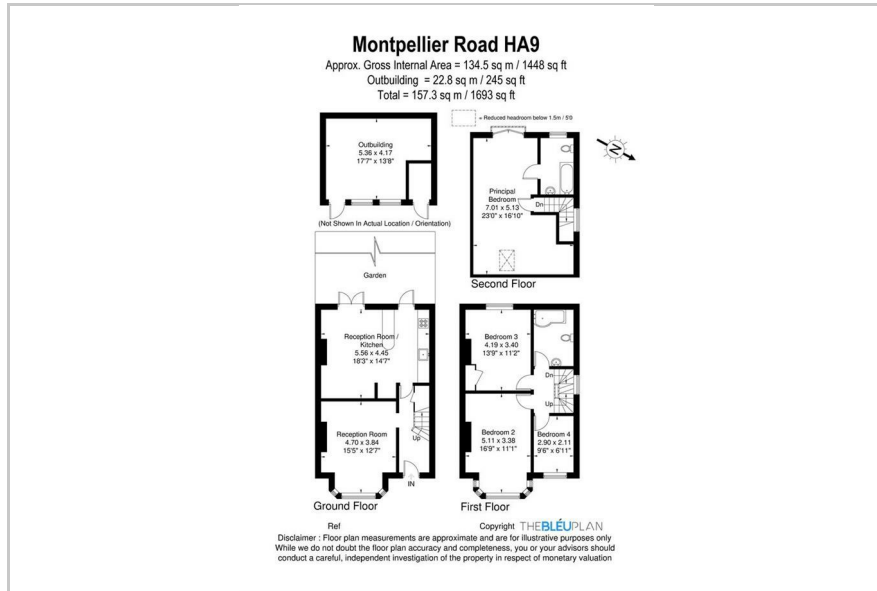 Montpellier Road HA9
Approx. Gross Internal Area = 134.5 sq m / 1448 sq ft
Outbuilding = 22.8 sq m / 245 sq ft
Total = 157.3 sq m / 1693 sq ft
= Reduced headroom below 1.5m / 5'0
Outbuilding
5.36 x 4.17
17'7" x 13'8"
(Not Shown In Actual Location / Orientation)
Garden
Reception Room /
Kitchen
5.56 x 4.45
18'3" x 14'7"
Reception Room
4.70 x 3.84
15'5" x 12'7"
Up
IN
Ground Floor
N
Principal
Bedroom
7.01 x 5.13
23'0" x 16'10"
Dn
Second Floor
Bedroom 3
4.19 x 3.40
13'9" x 11'2"
Dn
Up
Bedroom 2
5.11 x 3.38
16'9" x 11'1"
Bedroom 4
2.90 x 2.11
9'6" x 6'11"
First Floor
Ref
Copyright THEBLÉUPLAN
Disclaimer : Floor plan measurements are approximate and are for illustrative purposes only
While we do not doubt the floor plan accuracy and completeness, you or your advisors should
conduct a careful, independent investigation of the property in respect of monetary valuation